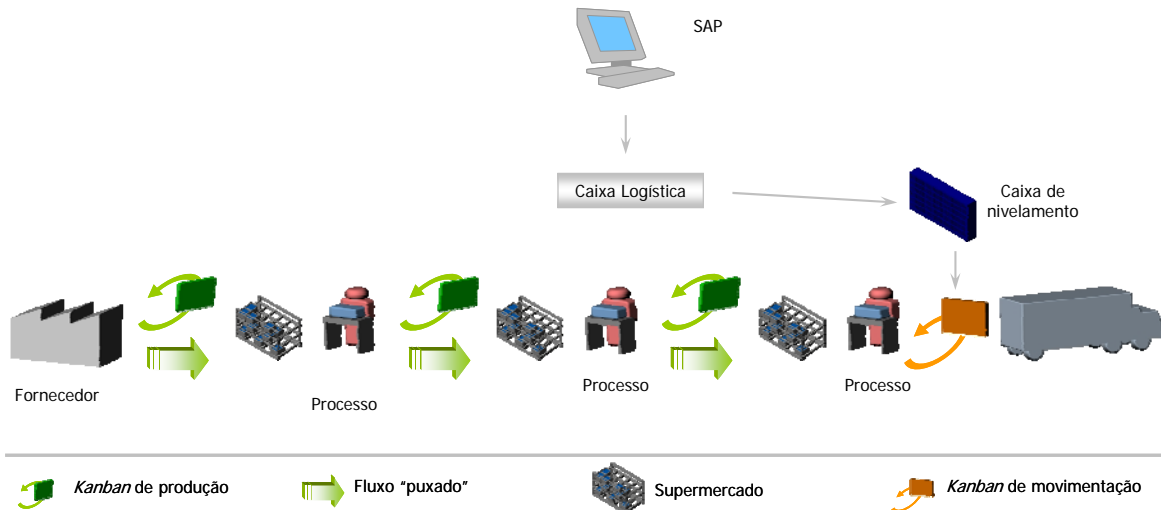 SAP
Caixa Logística
Caixa de
nivelamento
Fornecedor
Processo
Processo
Processo
Kanban de produção
Fluxo "puxado"
Supermercado
Kanban de movimentação